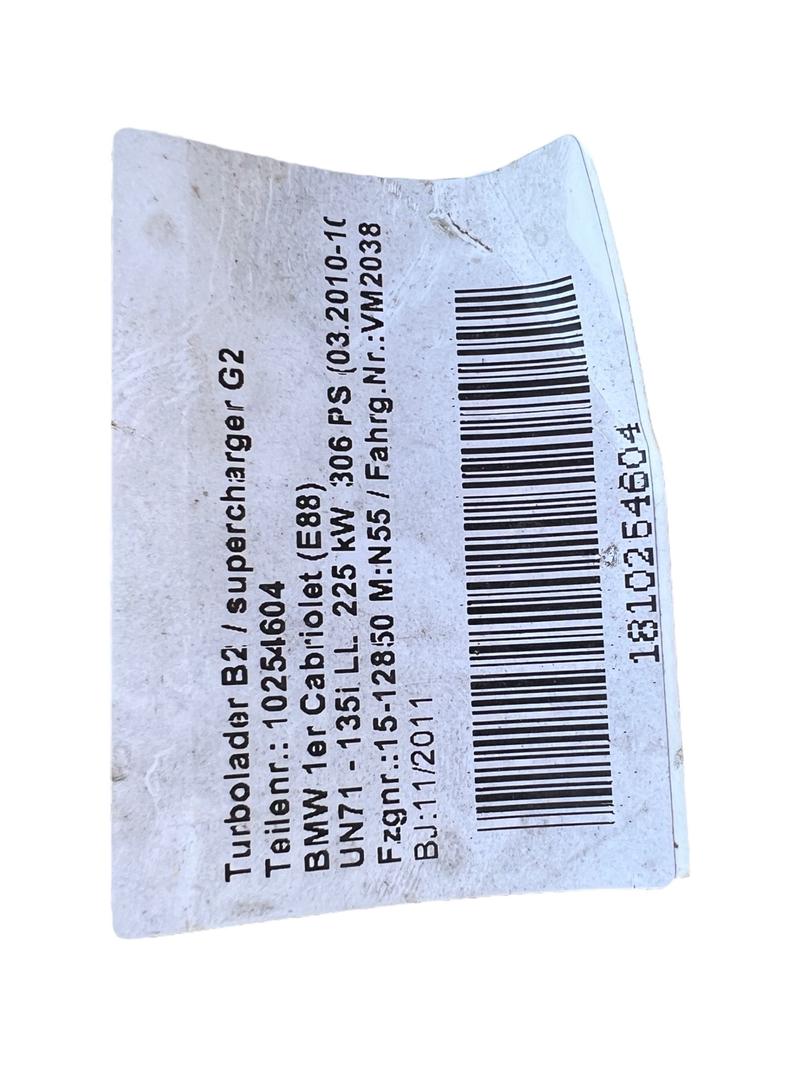 Turbolader B2 / supercharger G2
Teilenr.: 10254604
BMW 1er Cabriolet (E88)
UN71 - 135i LL 225 kW 306 PS (03.2010-10
Fzgnr.:15-12850 M:N55 / Fahrg.Nr.:VM2038
BJ:11/2011
1810254604